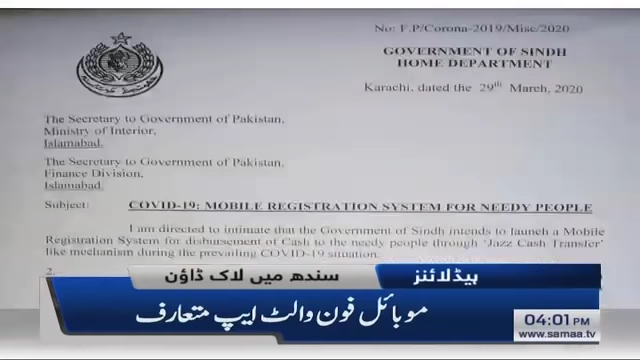 No: F.P/Corona-2019/Misc/2020
GOVERNMENT OF SINDH
HOME DEPARTMENT
Karachi, dated the 29th March, 2020
The Secretary to Government of Pakistan,
Ministry of Interior,
Islamabad.
The Secretary to Government of Pakistan,
Finance Division,
Islamabad.
Subject: COVID-19: MOBILE REGISTRATION SYSTEM FOR NEEDY PEOPLE
I am directed to intimate that the Government of Sindh intends to launch a Mobile
Registration System for disbursement of Cash to the needy people through 'Jazz Cash Transfer'
like mechanism during the prevailing COVID-19 situation.
2.
ہیڈلائنز
سندھ میں لاک ڈاؤن
موبائل فون والٹ ایپ متعارف
04:01 PM
www.samaa.tv